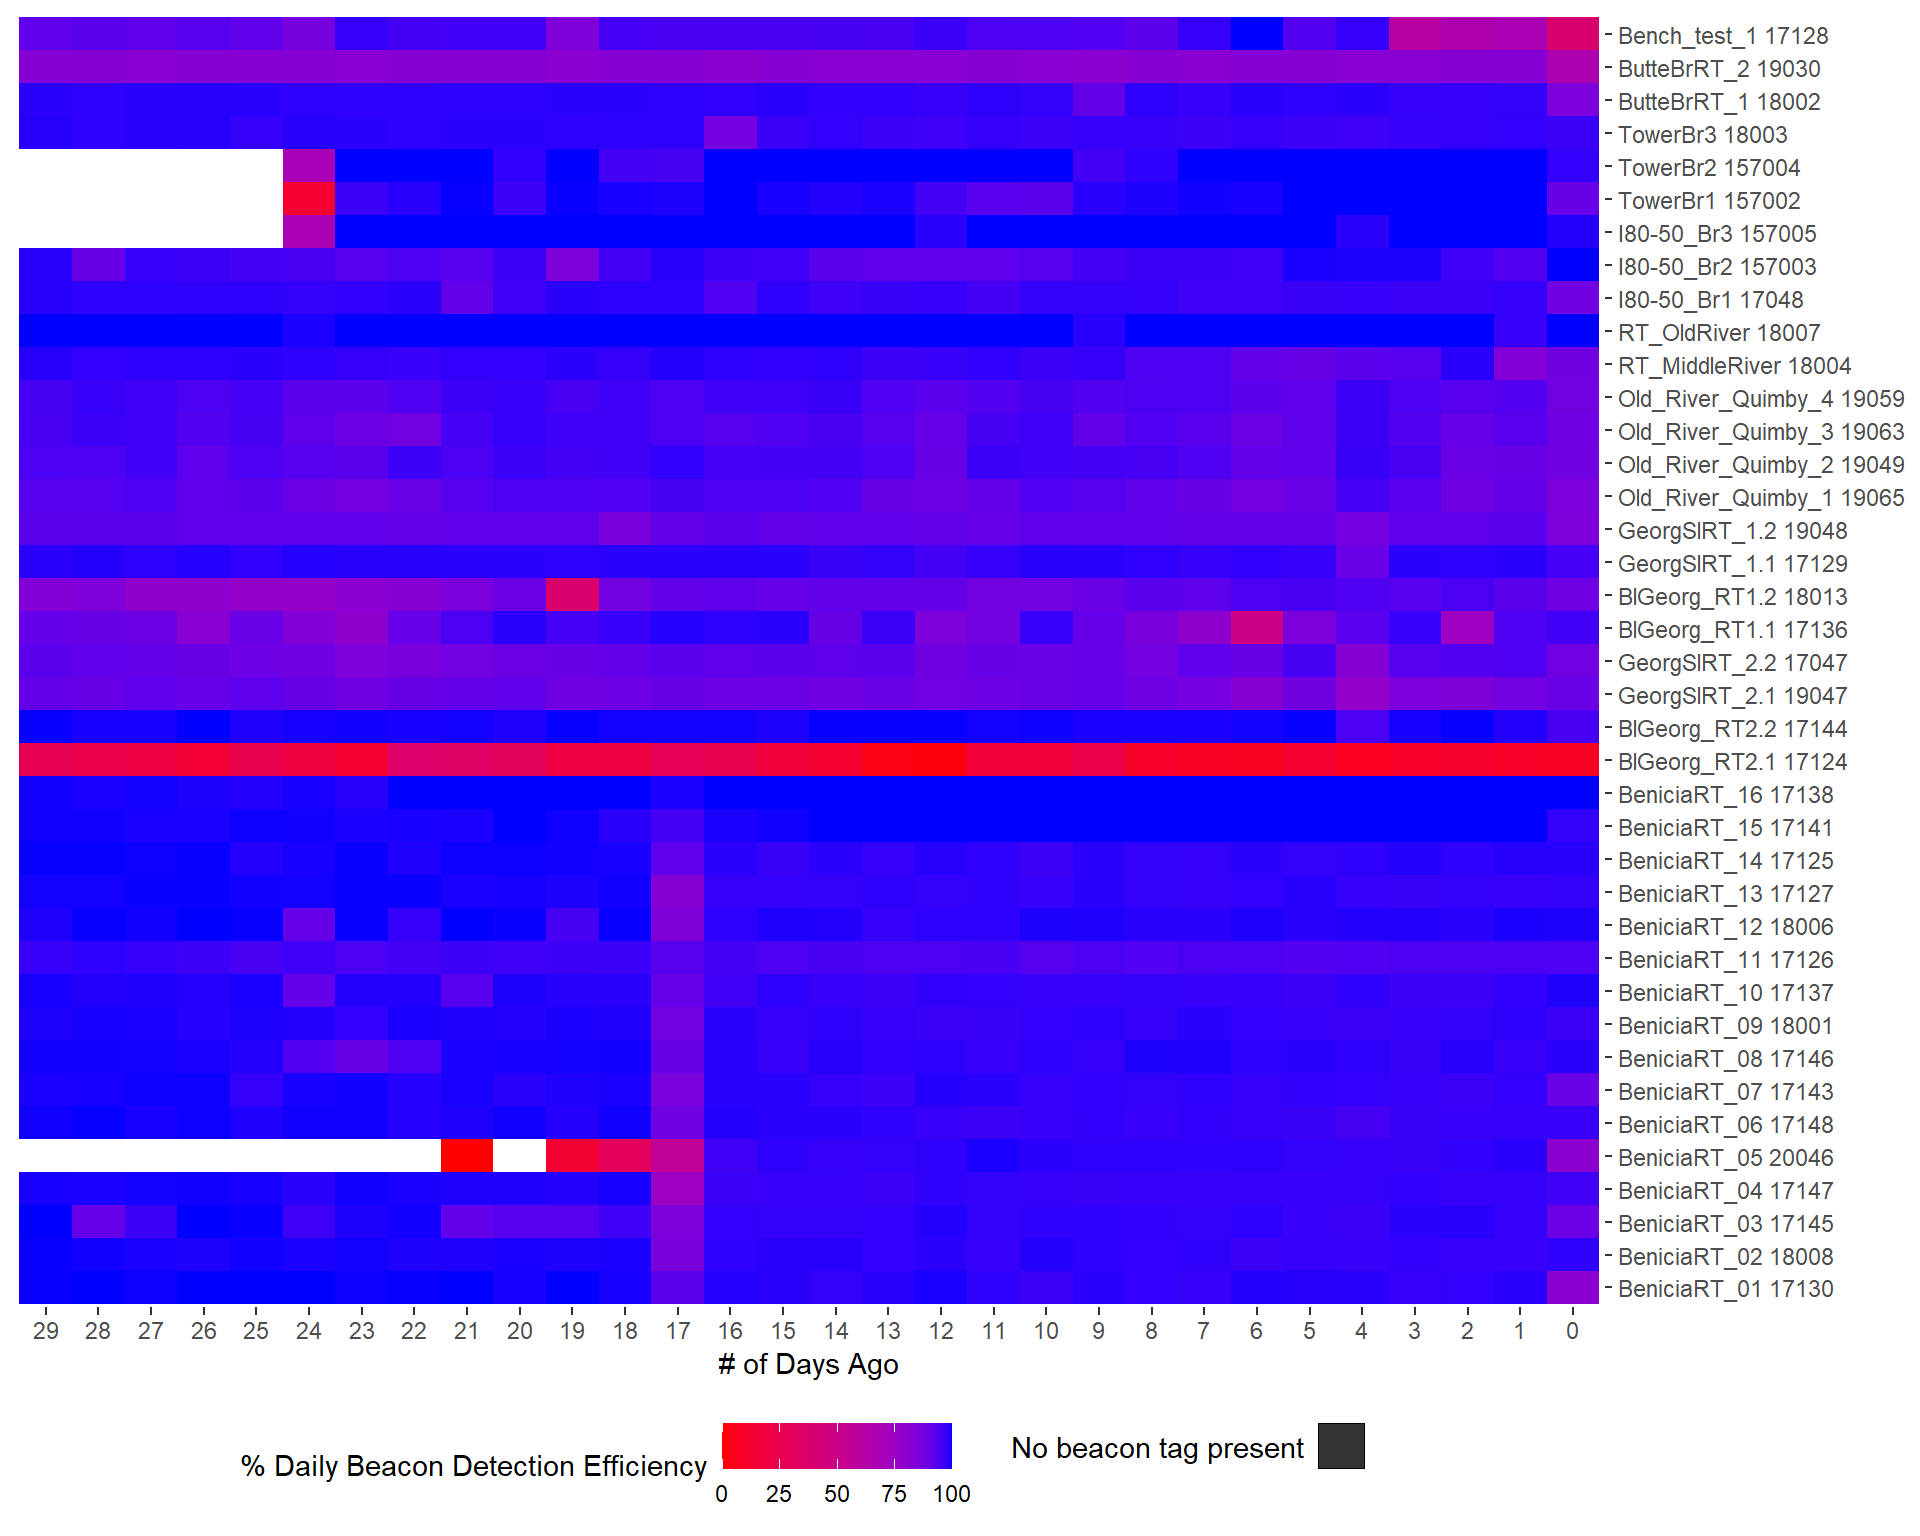 Bench_test_1 17128
ButteBrRT_2 19030
ButteBrRT_1 18002
TowerBr3 18003
TowerBr2 157004
TowerBr1 157002
I80-50_Br3 157005
I80-50_Br2 157003
I80-50_Br1 17048
RT_OldRiver 18007
RT_MiddleRiver 18004
Old_River_Quimby_4 19059
Old_River_Quimby_3 19063
Old_River_Quimby_2 19049
Old_River_Quimby_1 19065
GeorgSlRT_1.2 19048
GeorgSlRT_1.1 17129
BlGeorg_RT1.2 18013
BlGeorg_RT1.1 17136
GeorgSlRT_2.2 17047
GeorgSlRT_2.1 19047
BlGeorg_RT2.2 17144
BlGeorg_RT2.1 17124
BeniciaRT_16 17138
BeniciaRT_15 17141
BeniciaRT_14 17125
BeniciaRT_13 17127
BeniciaRT_12 18006
BeniciaRT_11 17126
BeniciaRT_10 17137
BeniciaRT_09 18001
BeniciaRT_08 17146
BeniciaRT_07 17143
BeniciaRT_06 17148
BeniciaRT_05 20046
BeniciaRT_04 17147
BeniciaRT_03 17145
BeniciaRT_02 18008
BeniciaRT_01 17130
29 28 27 26 25 24 23 22 21 20 19 18 17 16 15 14 13 12 11 10 9 8 7 6 5 4 3 2 1 0
# of Days Ago
% Daily Beacon Detection Efficiency
0 25 50 75 100
No beacon tag present